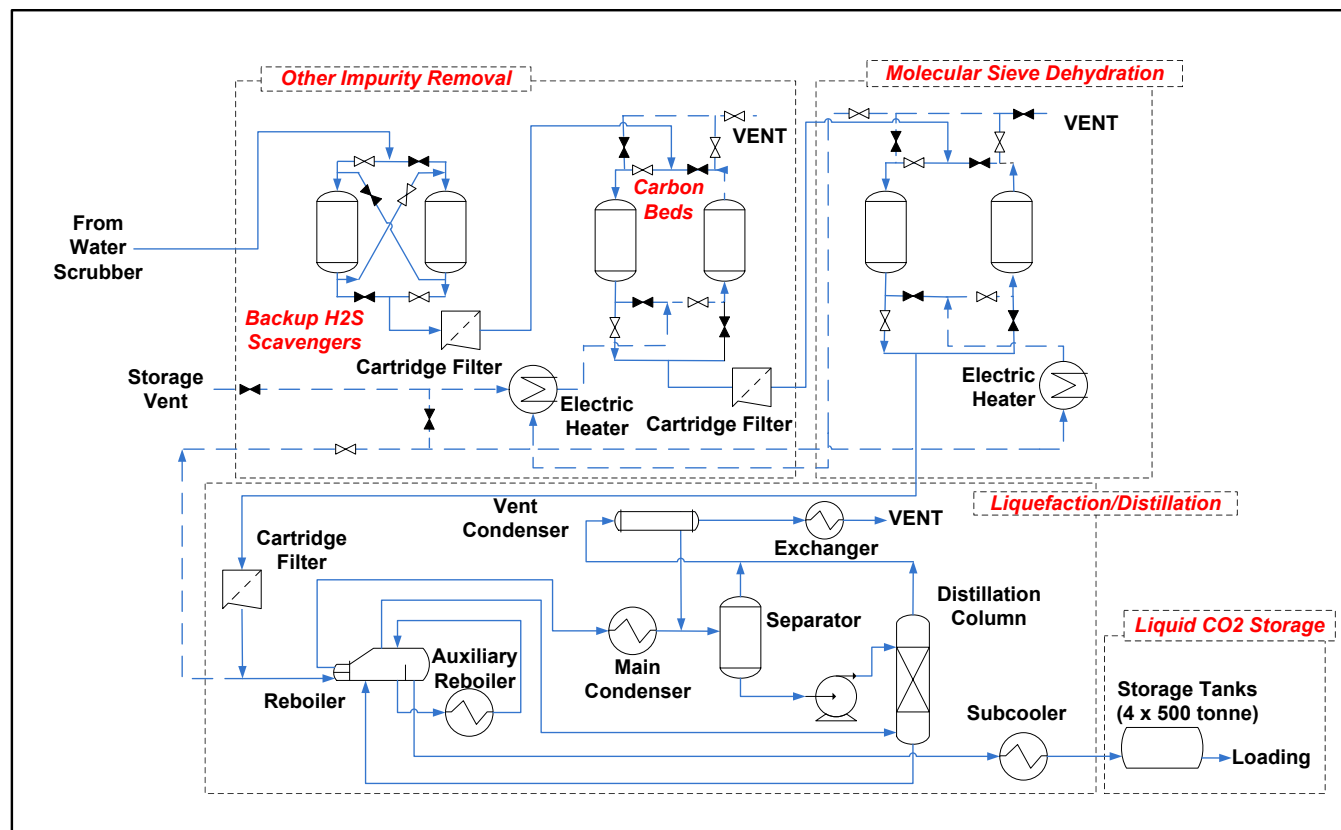 Other Impurity Removal
Molecular Sieve Dehydration
VENT
VENT
Carbon
Beds
From
Water
Scrubber
Backup H2S
Scavengers
Cartridge Filter
Storage
Vent
Electric
Heater
Cartridge Filter
Electric
Heater
Liquefaction/Distillation
Vent
Condenser
VENT
Exchanger
Cartridge
Filter
Distillation
Column
Separator
Liquid CO2 Storage
Auxiliary
Reboiler
Main
Condenser
Reboiler
Subcooler
Storage Tanks
(4 x 500 tonne)
Loading